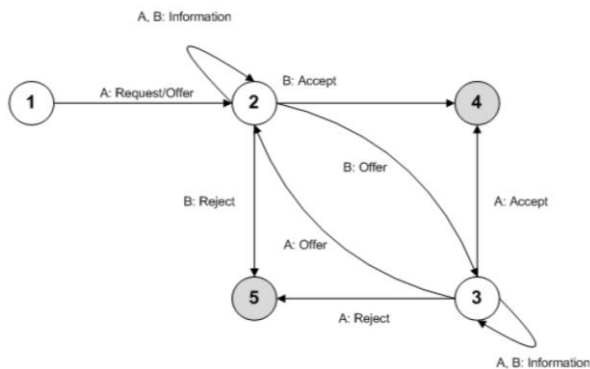 A, B: Information
B: Accept
A: Request/Offer
1
2
4
B: Offer
B: Reject
A: Accept
A: Offer
5
3
A: Reject
A, B: Information